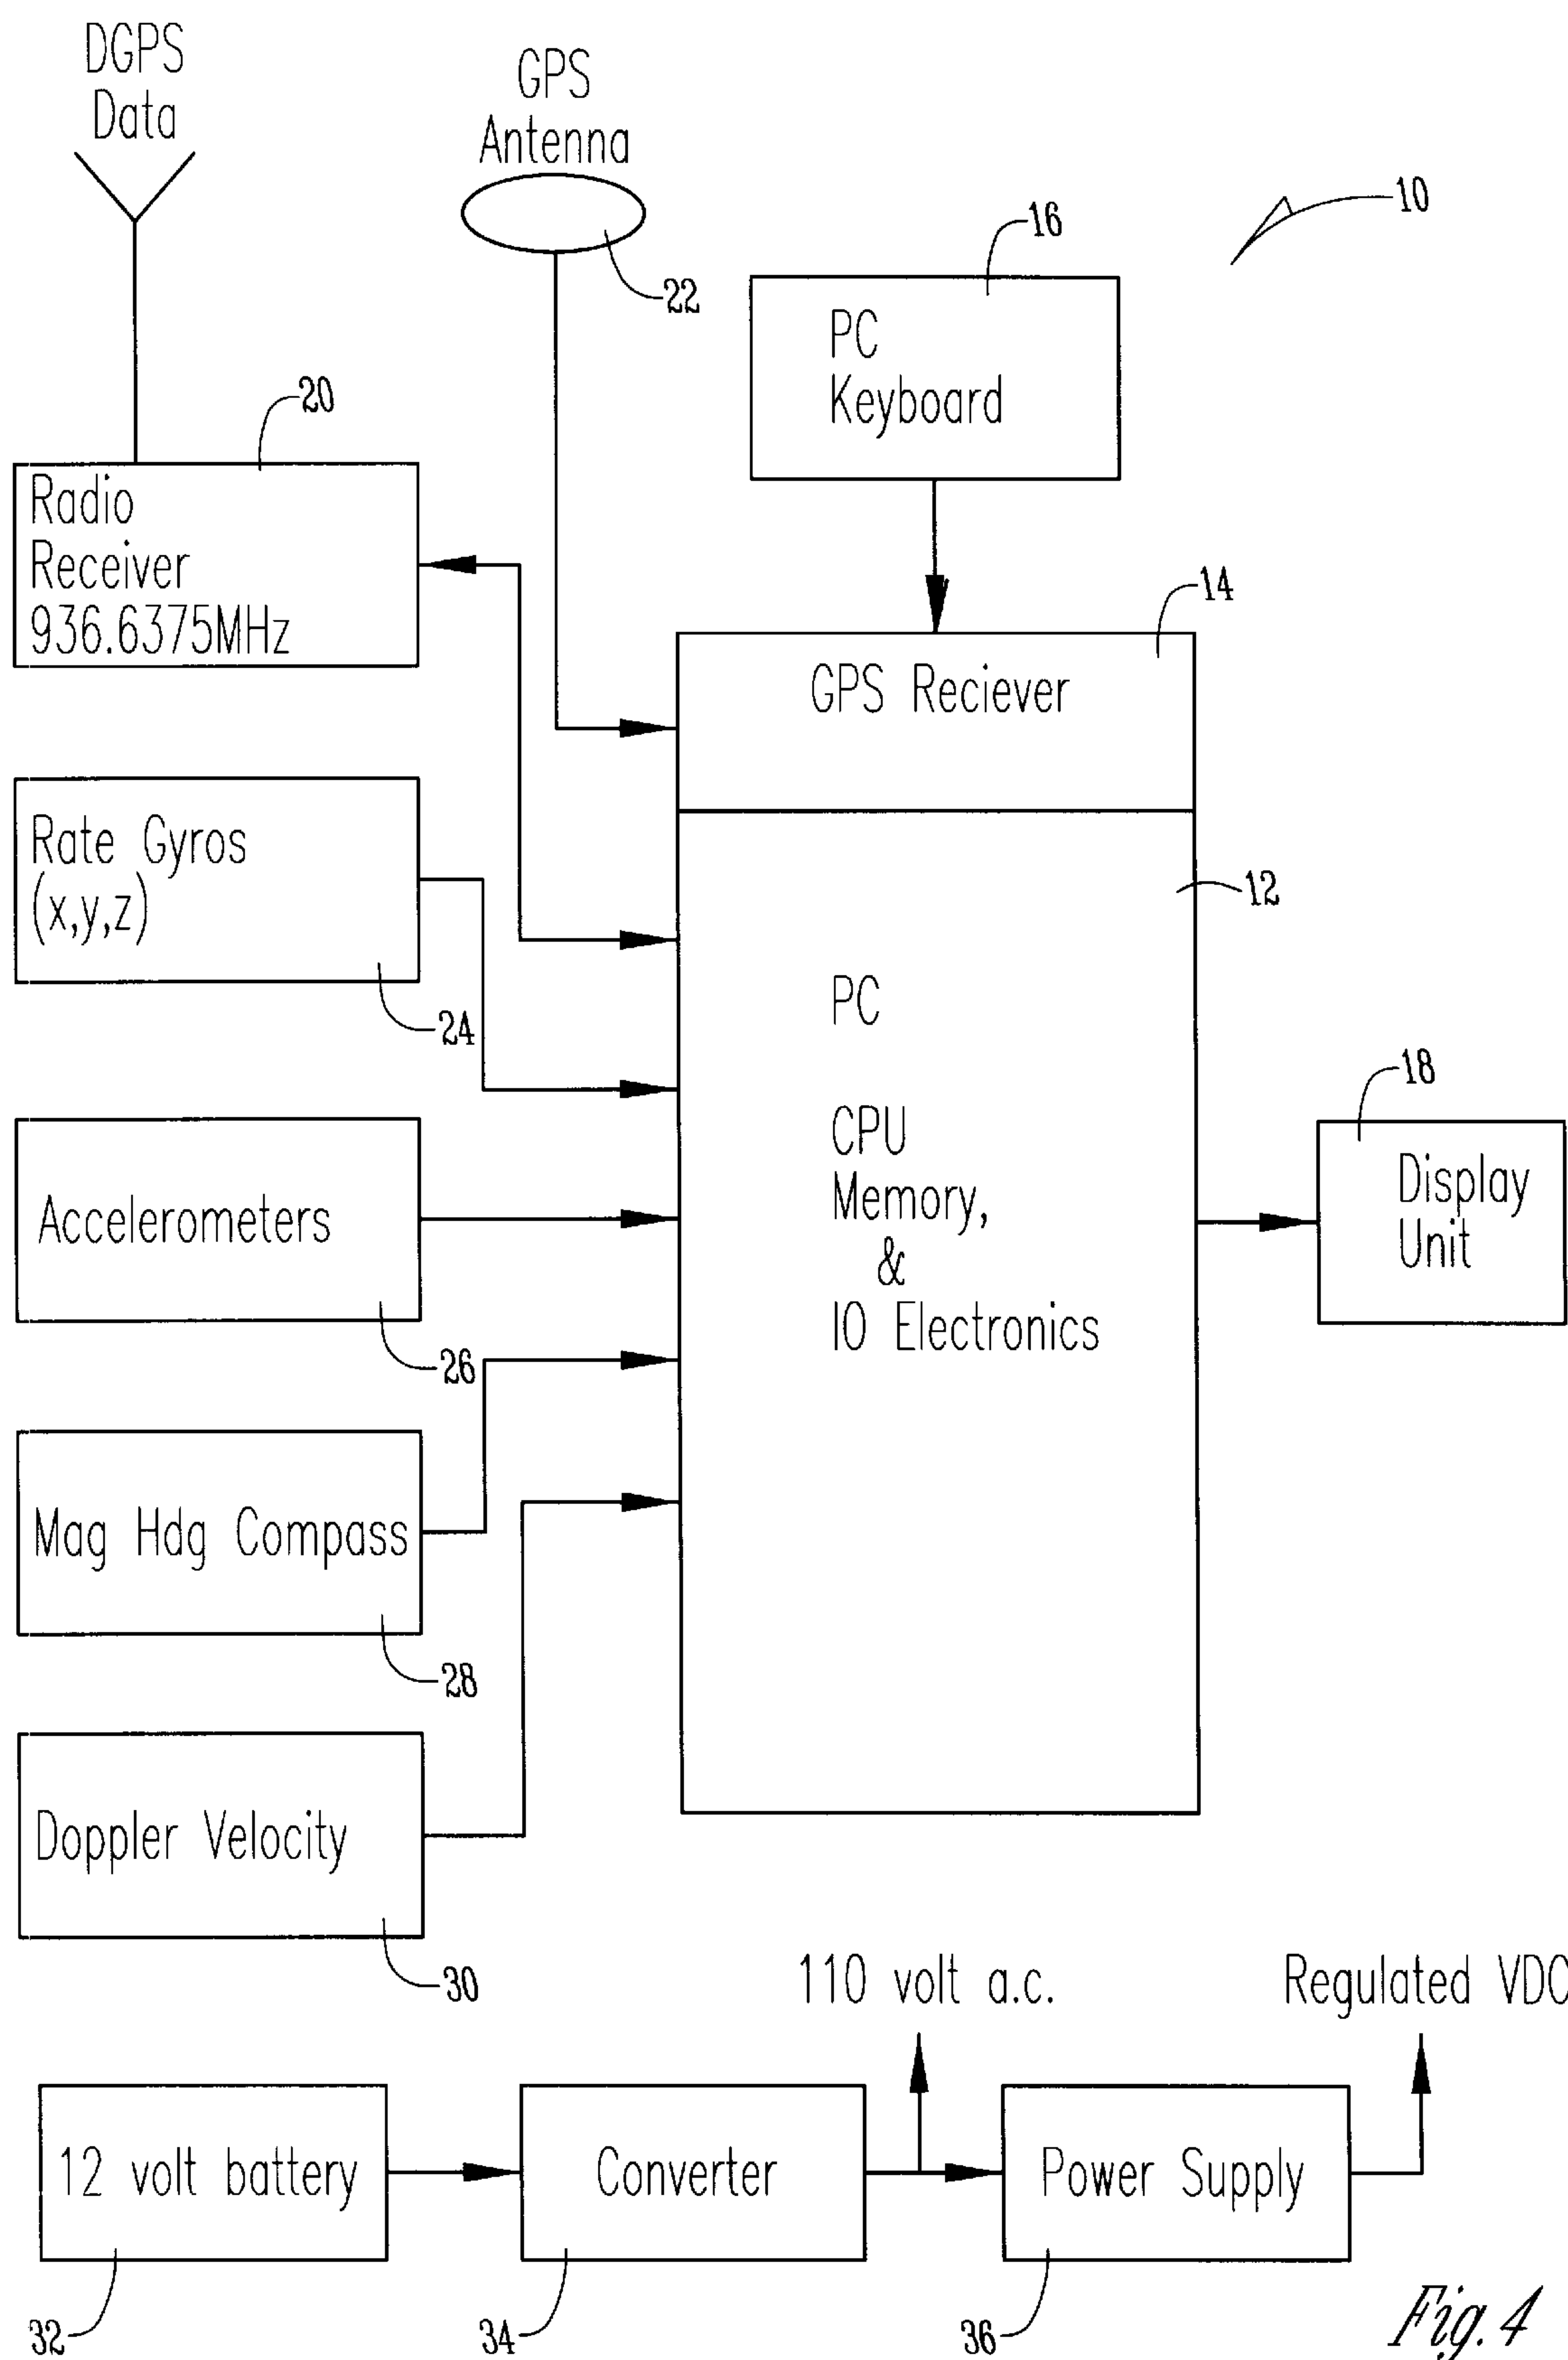 DGPS
Data
GPS
Antenna
10
16
22
PC
Keyboard
20
Radio
Receiver
936.6375MHz
14
GPS Reciever
Rate Gyros
(x,y,z)
24
12
PC
CPU
Memory,
&
IO Electronics
18
Display
Unit
Accelerometers
26
Mag Hdg Compass
28
Doppler Velocity
30
110 volt a.c.
Regulated VDC
12 volt battery
Converter
Power Supply
32
34
36
Fig. 4